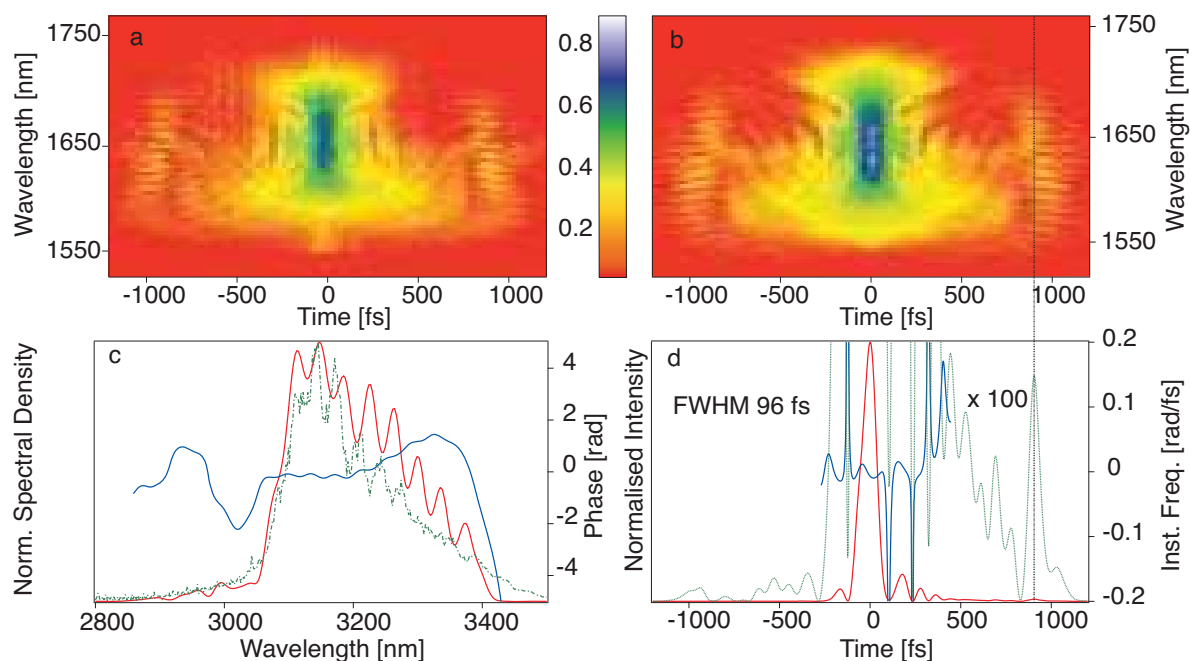 a
b
Wavelength [nm]
1750
1650
1550
0.8
0.6
0.4
0.2
1750
1650
1550
Wavelength [nm]
-1000 -500 0 500 1000
Time [fs]
-1000 -500 0 500 1000
Time [fs]
c
d
Norm. Spectral Density
4
2
0
-2
-4
Phase [rad]
Normalised Intensity
FWHM 96 fs
x 100
0.2
0.1
0
-0.1
-0.2
Inst. Freq. [rad/fs]
2800 3000 3200 3400
Wavelength [nm]
-1000 -500 0 500 1000
Time [fs]